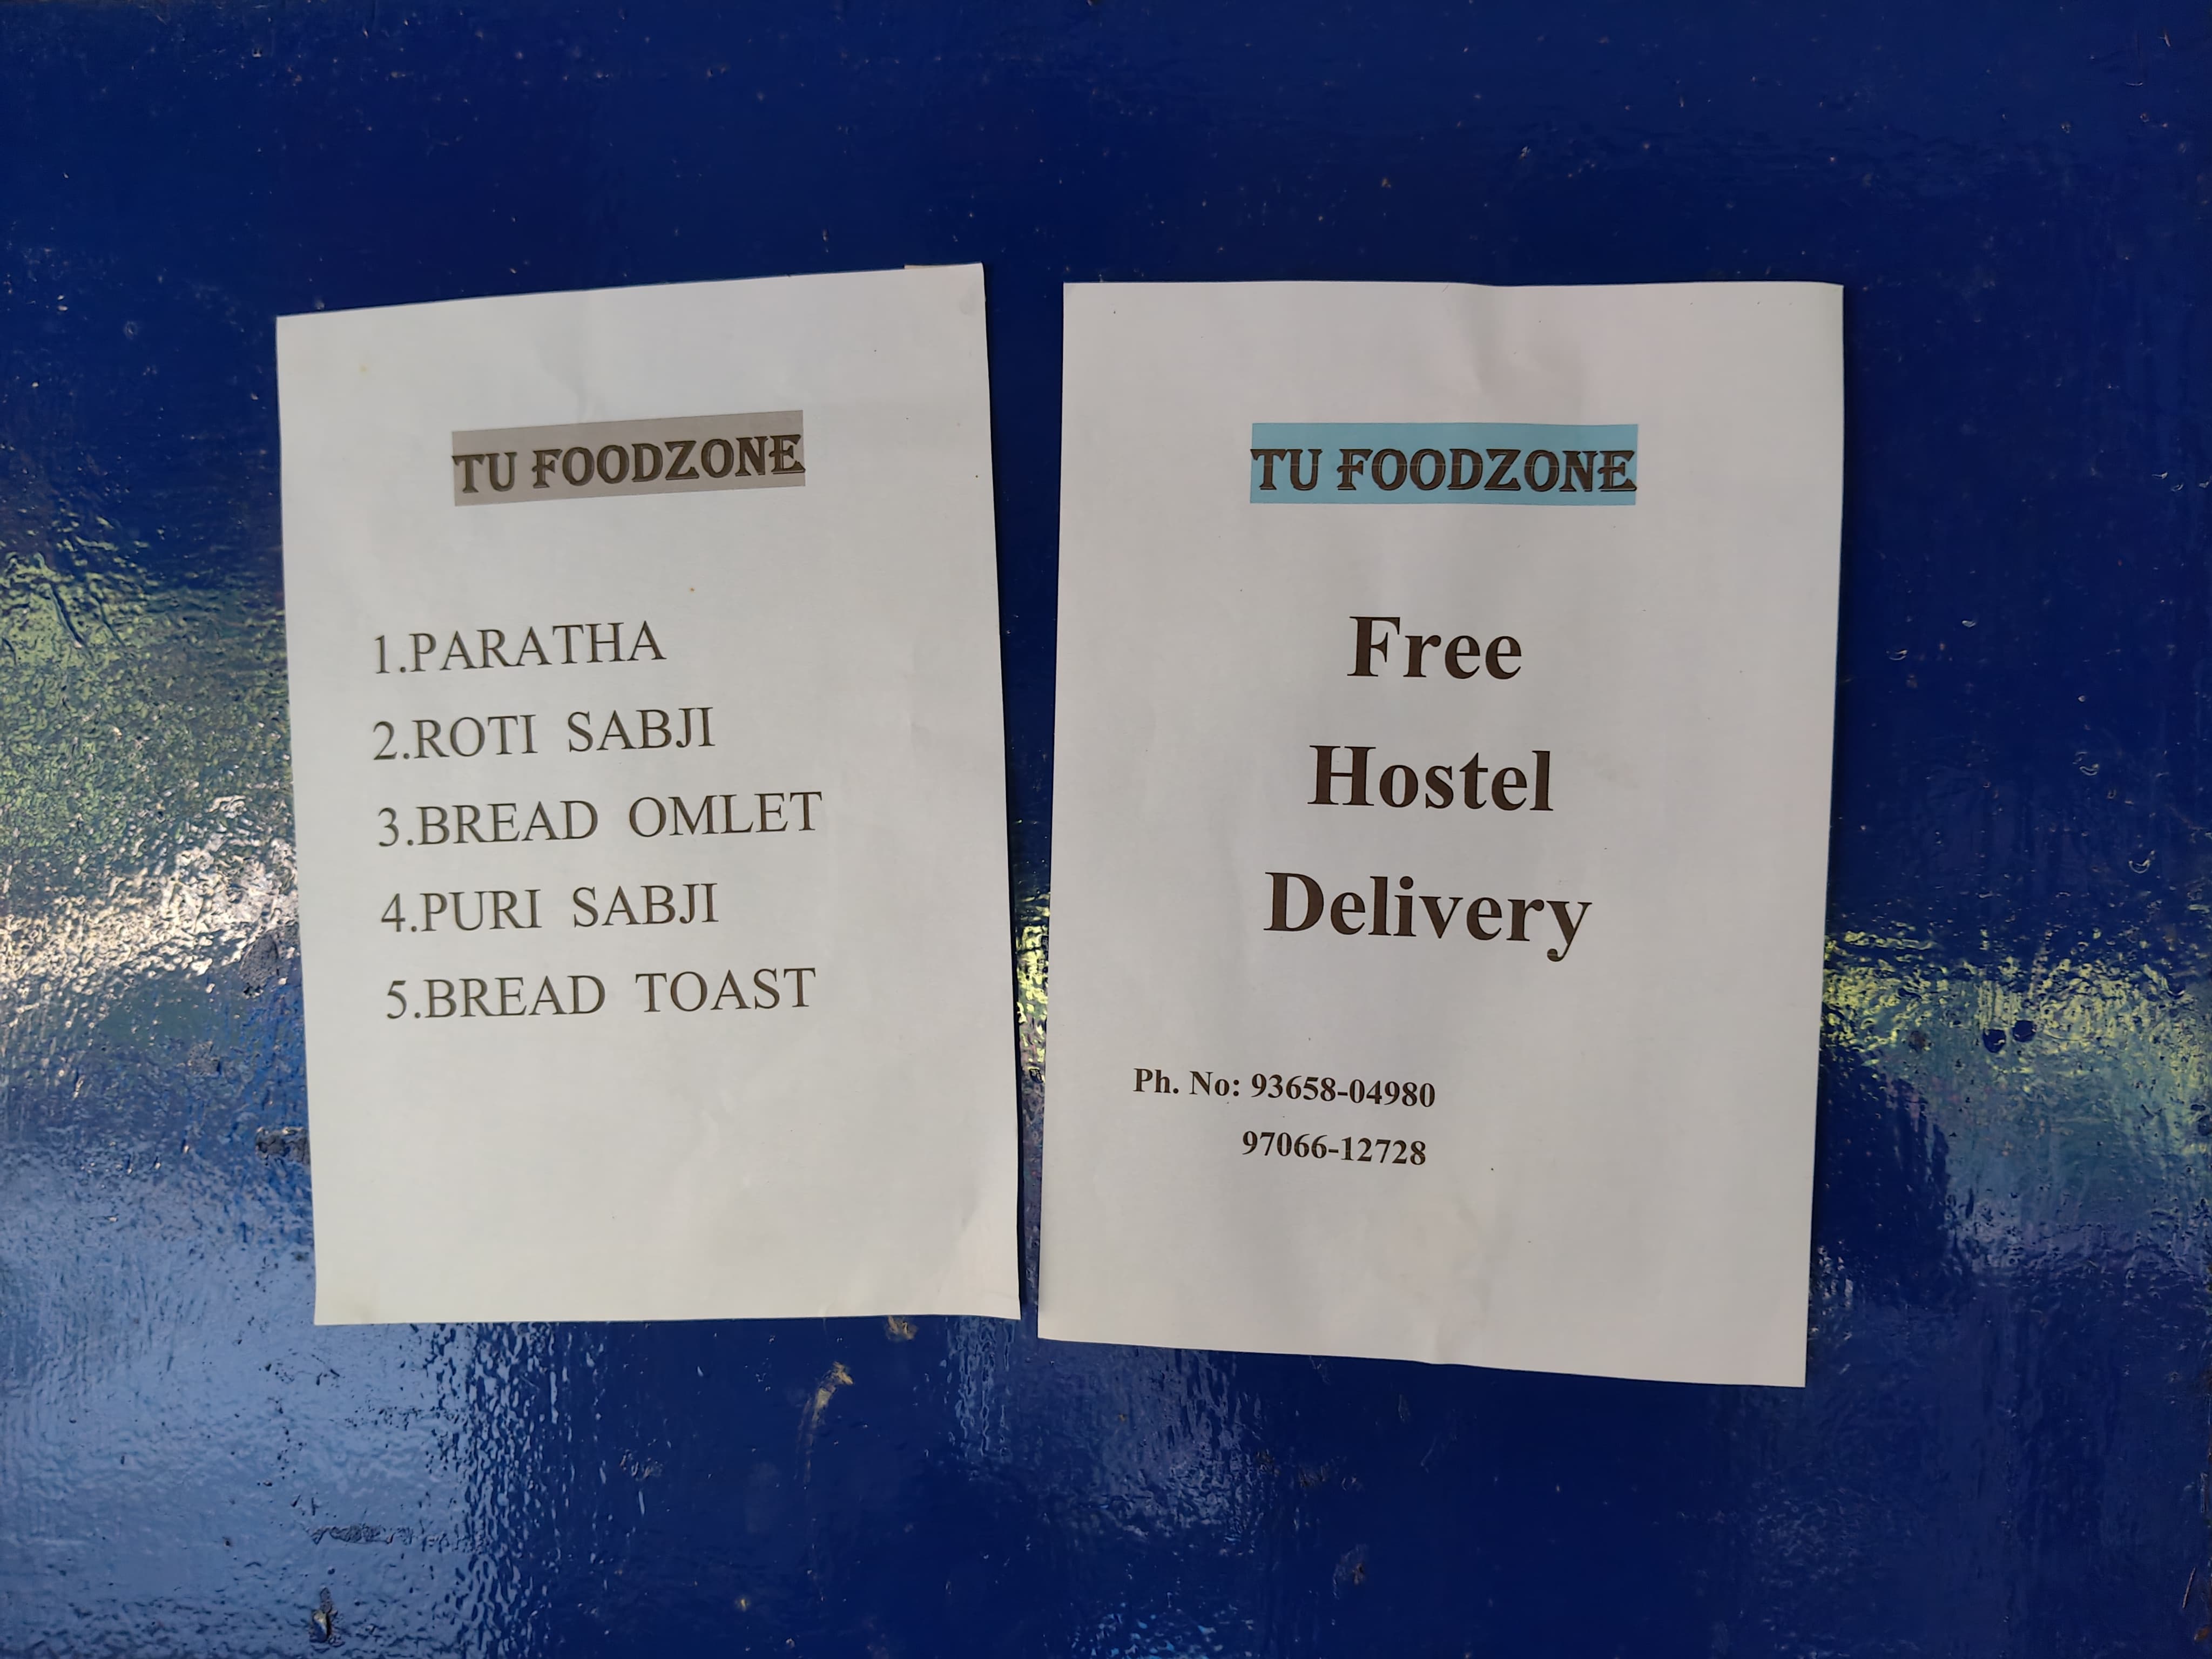 TU FOODZONE
1.PARATHA
2.ROTI SABJI
3.BREAD OMLET
4.PURI SABJI
5.BREAD TOAST
TU FOODZONE
Free
Hostel
Delivery
Ph. No: 93658-04980
97066-12728